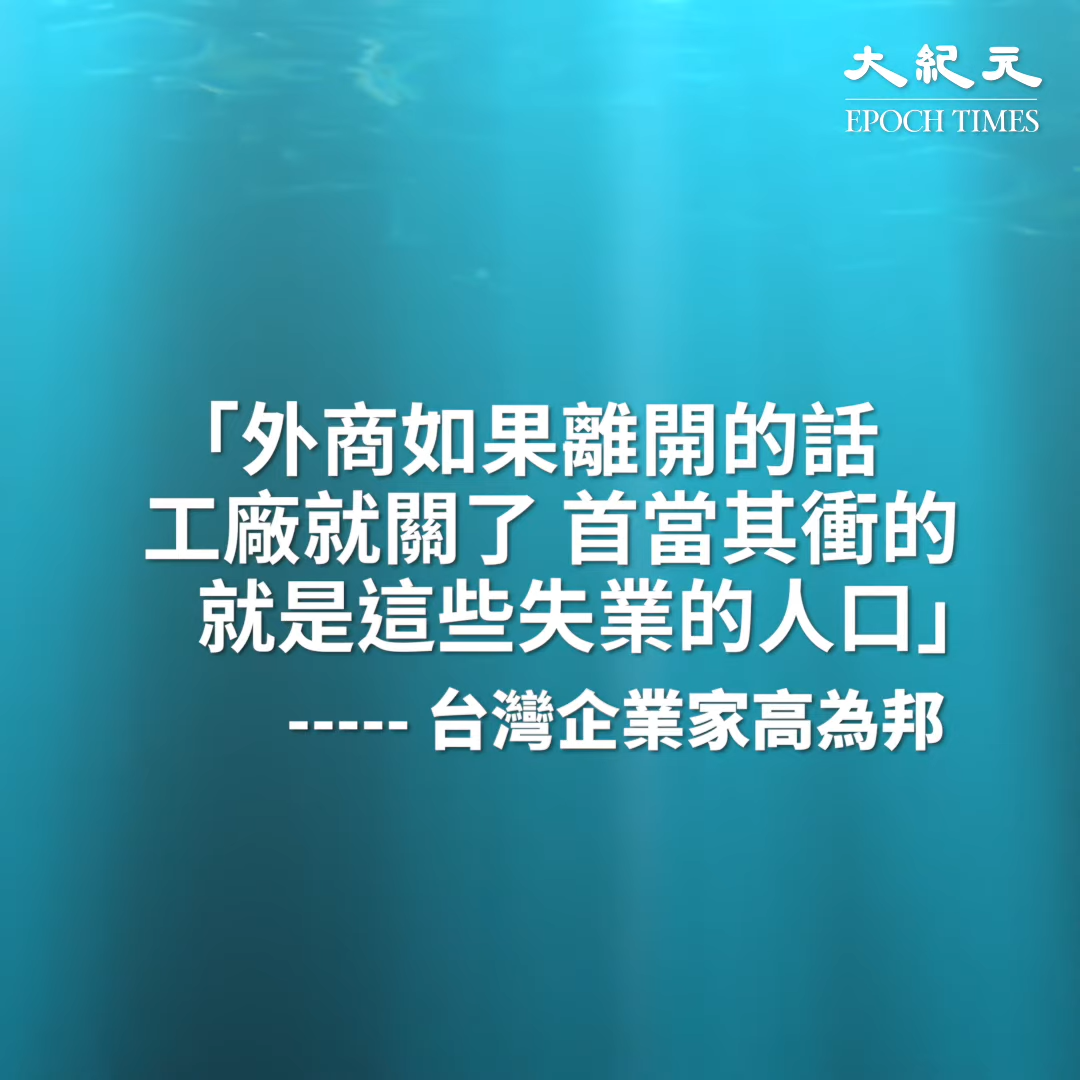 大紀元
EPOCH TIMES
「外商如果離開的話
工廠就關了 首當其衝的
就是這些失業的人口」
----- 台灣企業家高為邦